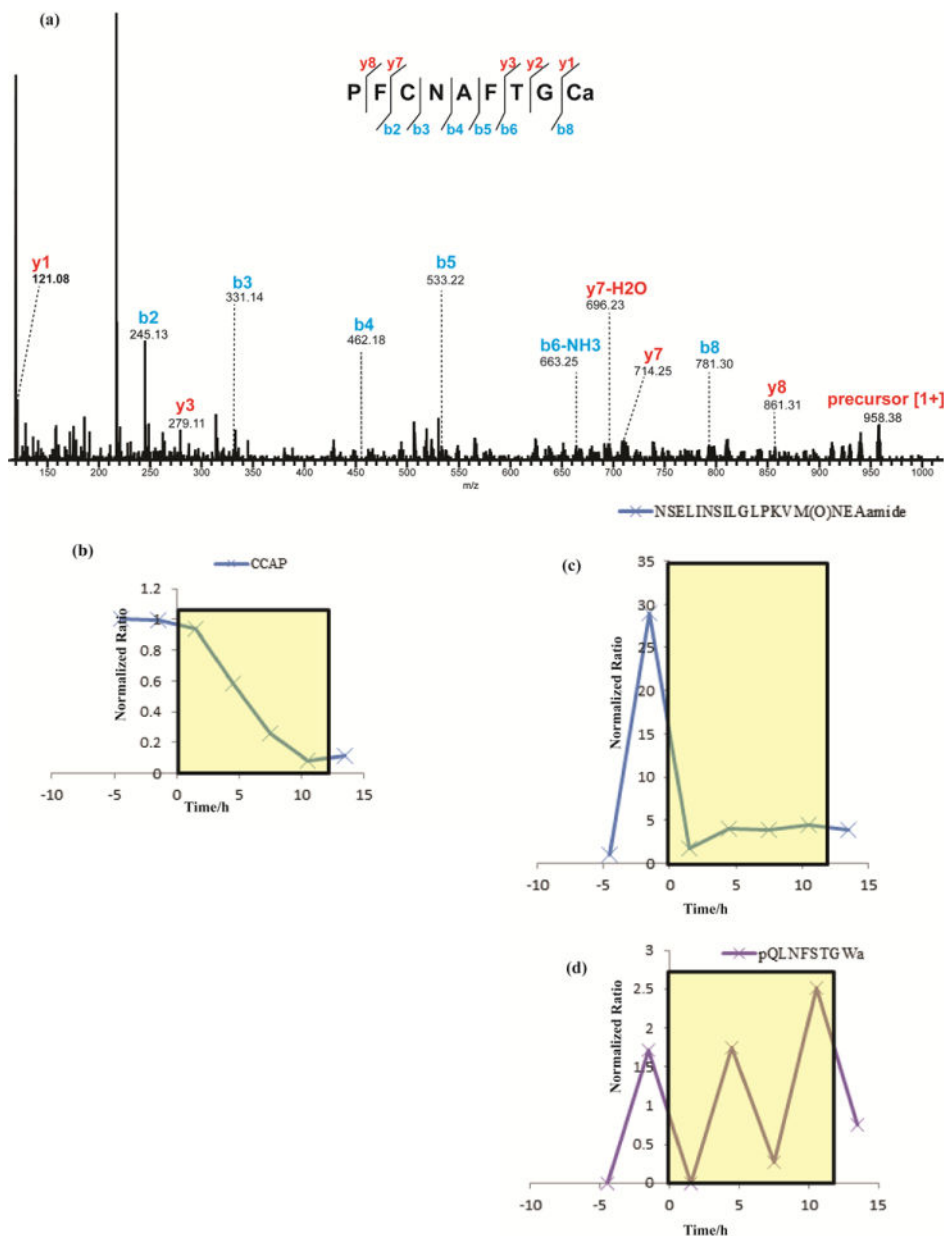 (a)
y8 y7 y3 y2 y1
P F C N A F T G Ca
b2 b3 b4 b5 b6 b8
y1
121.08
b2
245.13
y3
279.11
b3
331.14
b4
462.18
b5
533.22
b6-NH3
663.25
y7-H2O
696.23
y7
714.25
b8
781.30
y8
861.31
precursor [1+]
958.38
150 200 250 300 350 400 450 500 550 600 650 700 750 800 850 900 950 1000
m/z
NSELINSILGLPKVM(O)NEAamide
(b)
CCAP
Normalized Ratio
1.2
1
0.8
0.6
0.4
0.2
0
-10 -5 0 5 10 15
Time/h
(c)
Normalized Ratio
35
30
25
20
15
10
5
0
-10 -5 0 5 10 15
Time/h
(d)
pQLNFSTGWa
Normalized Ratio
3
2.5
2
1.5
1
0.5
0
-10 -5 0 5 10 15
Time/h